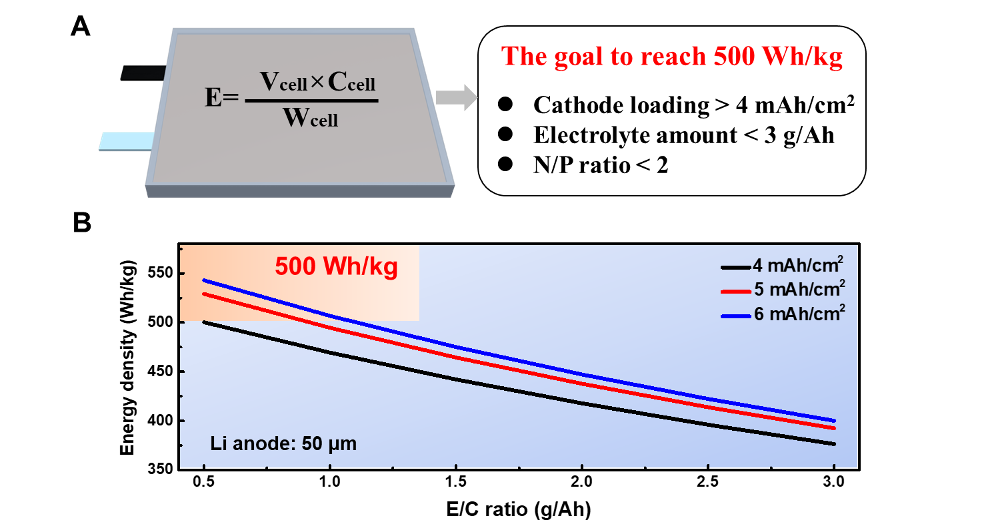 A
E= Vcell×Ccell
Wcell
The goal to reach 500 Wh/kg
● Cathode loading > 4 mAh/cm²
● Electrolyte amount < 3 g/Ah
● N/P ratio < 2
B
Energy density (Wh/kg)
550
500
450
400
350
500 Wh/kg
4 mAh/cm²
5 mAh/cm²
6 mAh/cm²
Li anode: 50 μm
0.5 1.0 1.5 2.0 2.5 3.0
E/C ratio (g/Ah)